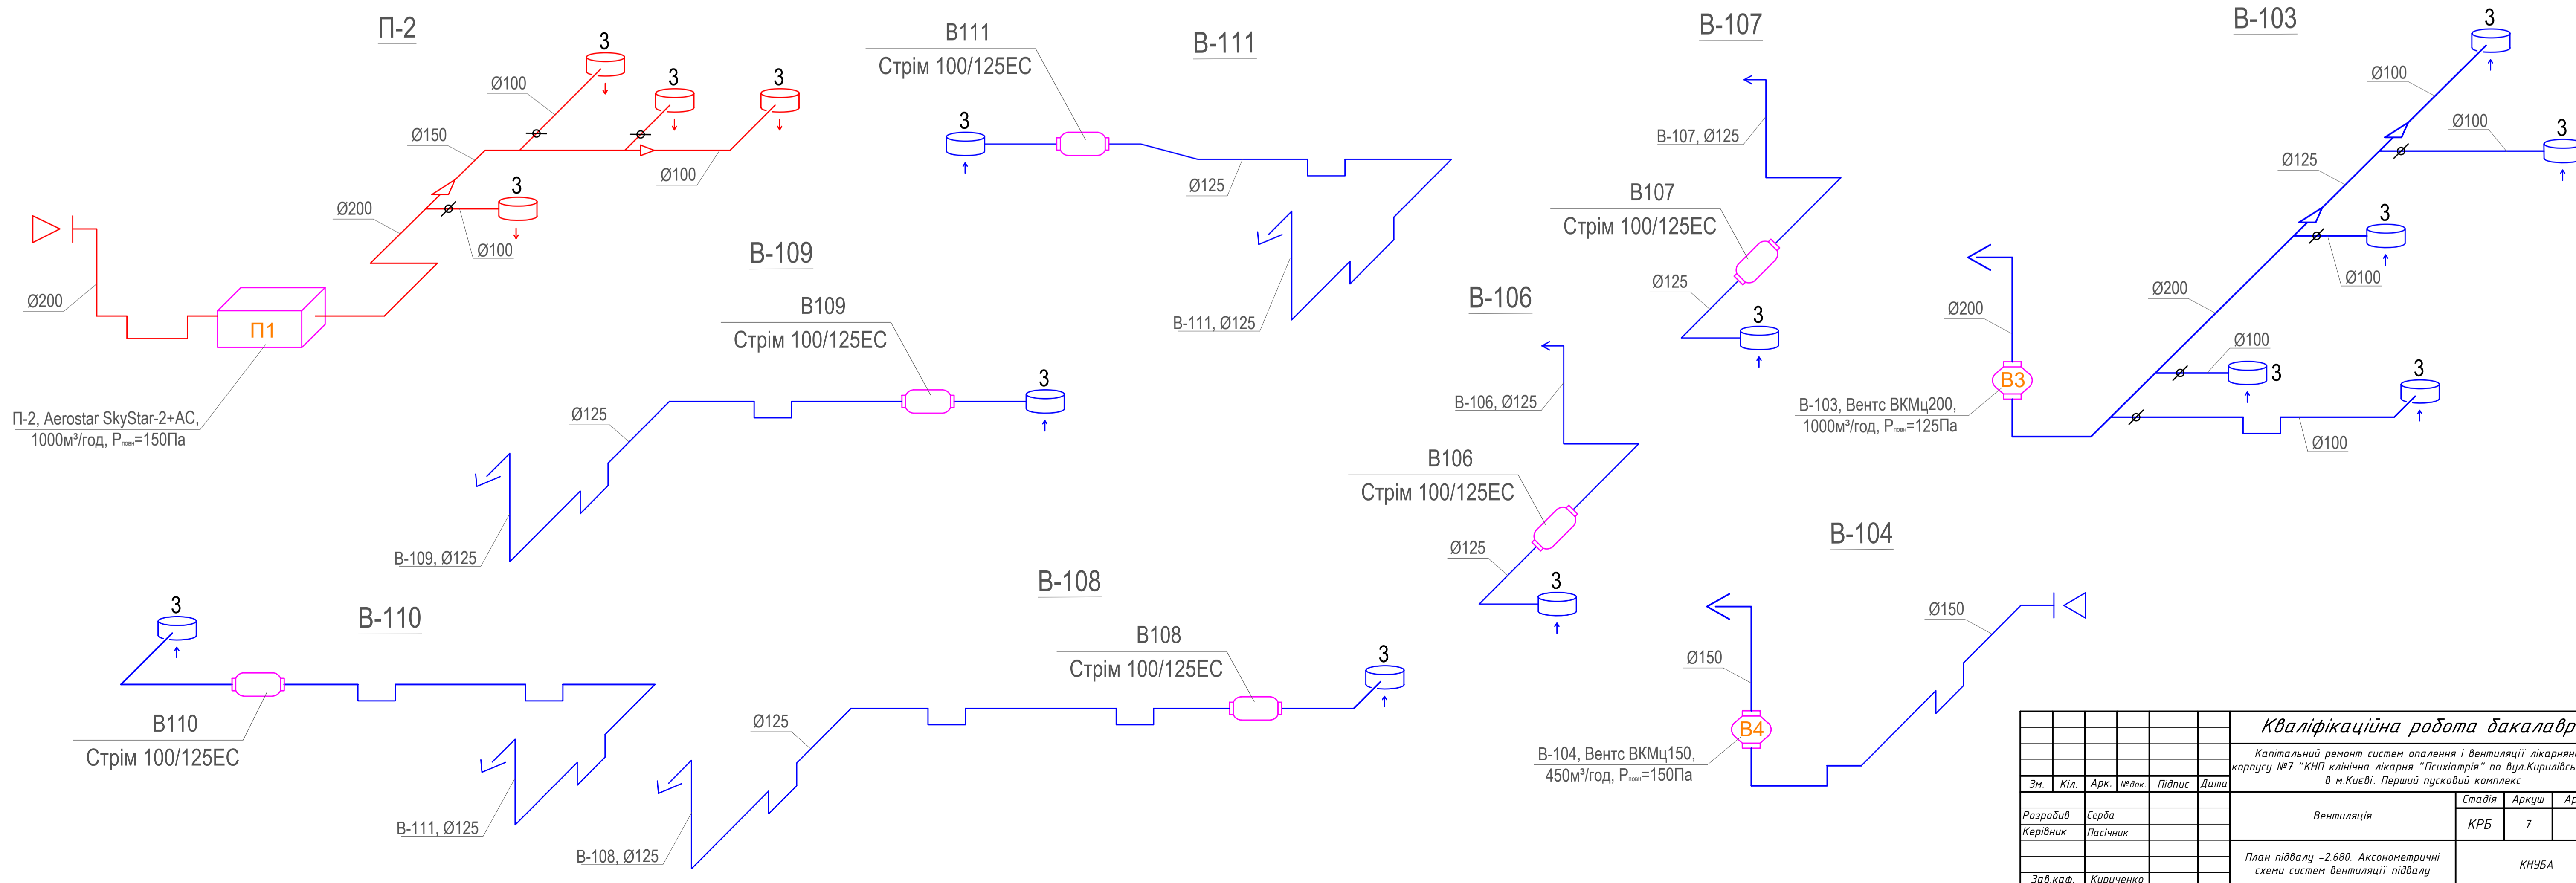 П-2
3
3
3
3
Ø100
Ø150
Ø100
Ø200
Ø100
Ø200
П1
П-2, Aerostar SkyStar-2+AC,
1000м³/год, Pповн=150Па
В111
Стрім 100/125ЕС
В-111
3
Ø125
В-111, Ø125
В-109
В109
Стрім 100/125ЕС
3
Ø125
В-109, Ø125
В-110
3
В110
Стрім 100/125ЕС
В-111, Ø125
В-108
В108
Стрім 100/125ЕС
3
Ø125
В-108, Ø125
В-107
В-107, Ø125
В107
Стрім 100/125ЕС
Ø125
3
В-106
В-106, Ø125
В106
Стрім 100/125ЕС
Ø125
3
В-103
3
Ø100
3
Ø100
Ø125
3
Ø100
Ø200
Ø200
Ø100
3
3
Ø100
В3
В-103, Вентс ВКМц200,
1000м³/год, Pповн=125Па
В-104
Ø150
Ø150
В4
В-104, Вентс ВКМц150,
450м³/год, Pповн=150Па
Кваліфікаційна робота бакалавр
Капітальний ремонт систем опалення і вентиляції лікарнян
корпусу №7 "КНП клінічна лікарня "Психіатрія" по вул.Кирилівсь
в м.Києві. Перший пусковий комплекс
Зм. Кіл. Арк. №док. Підпис Дата
Розробив Серба
Керівник Пасічник
Зав.каф. Кириченко
Вентиляція
Стадія Аркуш Ар
КРБ 7
План підвалу -2.680. Аксонометричні
схеми систем вентиляції підвалу
КНУБА